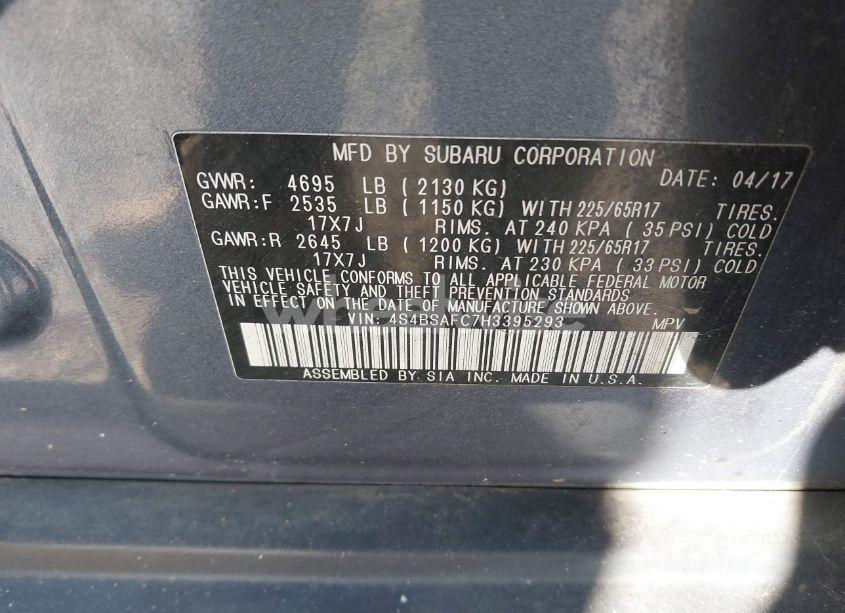 MFD BY SUBARU CORPORATION
GVWR: 4695 LB ( 2130 KG) DATE: 04/17
GAWR:F 2535 LB ( 1150 KG) WITH 225/65R17 TIRES.
17X7J RIMS. AT 240 KPA ( 35 PSI) COLD
GAWR:R 2645 LB ( 1200 KG) WITH 225/65R17 TIRES.
17X7J RIMS. AT 230 KPA ( 33 PSI) COLD
THIS VEHICLE CONFORMS TO ALL APPLICABLE FEDERAL MOTOR
VEHICLE SAFETY AND THEFT PREVENTION STANDARDS
IN EFFECT ON THE DATE OF MANUFACTURE SHOWN ABOVE.
VIN: 4S4BSAFC7H3395293 MPV
ASSEMBLED BY SIA INC. MADE IN U.S.A.